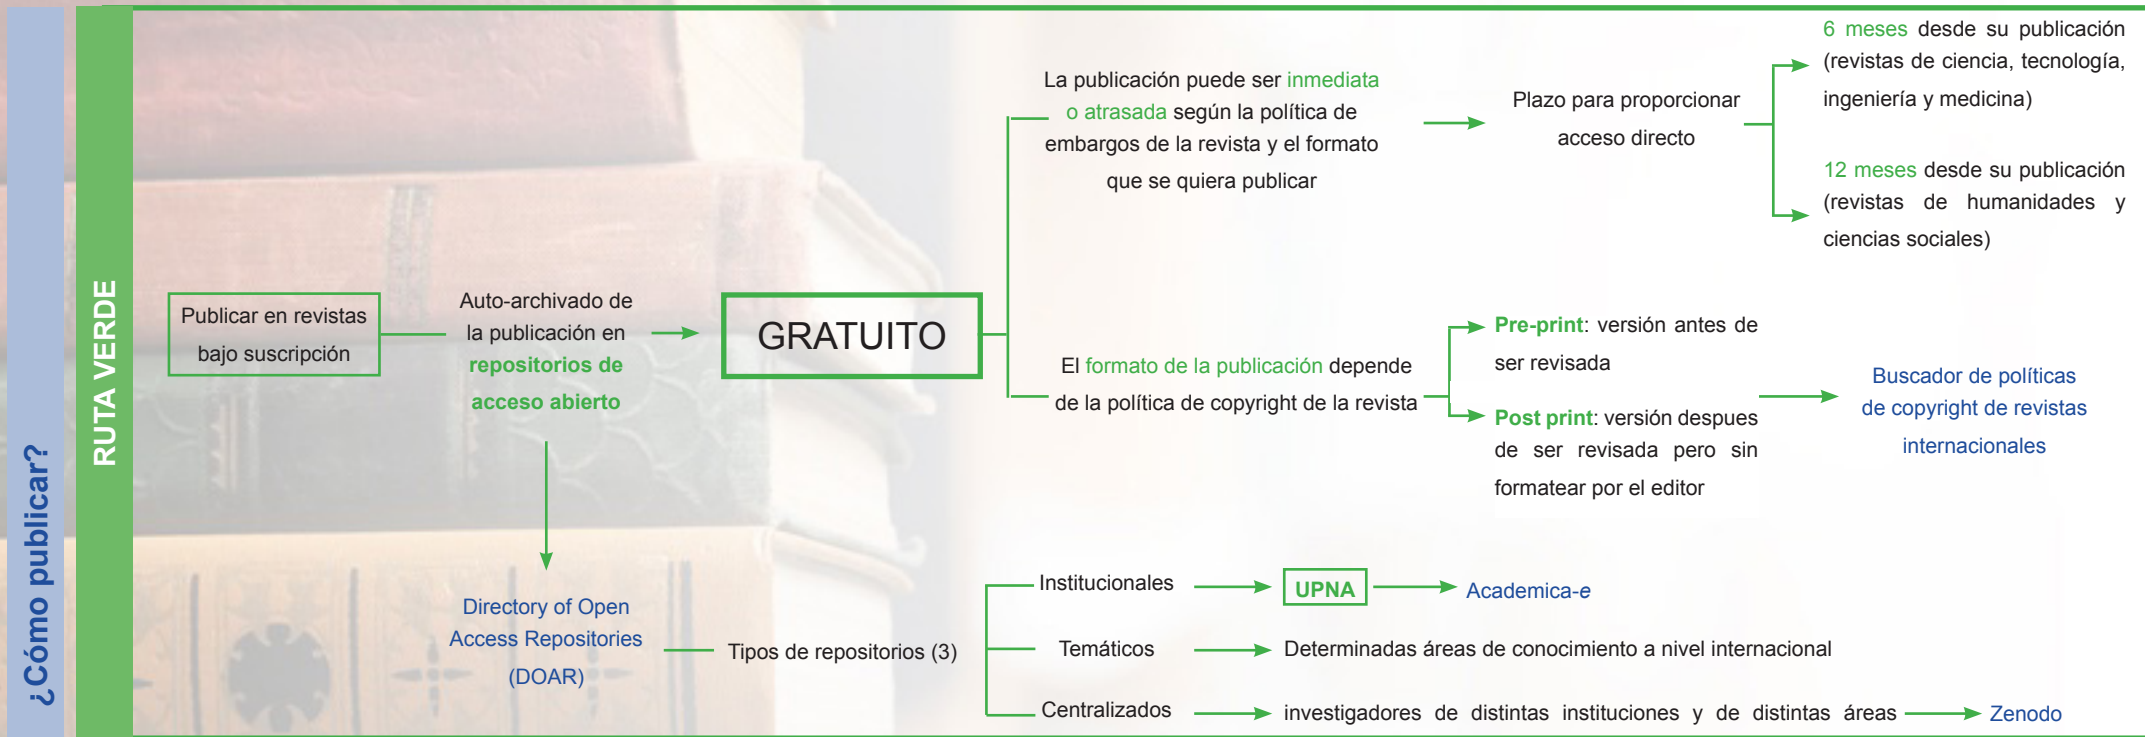 ¿Cómo publicar?
RUTA VERDE
Publicar en revistas
bajo suscripción
Auto-archivado de
la publicación en
repositorios de
acceso abierto
GRATUITO
La publicación puede ser inmediata
o atrasada según la política de
embargos de la revista y el formato
que se quiera publicar
Plazo para proporcionar
acceso directo
6 meses desde su publicación
(revistas de ciencia, tecnología,
ingeniería y medicina)
12 meses desde su publicación
(revistas de humanidades y
ciencias sociales)
El formato de la publicación depende
de la política de copyright de la revista
Pre-print: versión antes de
ser revisada
Post print: versión despues
de ser revisada pero sin
formatear por el editor
Buscador de políticas
de copyright de revistas
internacionales
Directory of Open
Access Repositories
(DOAR)
Tipos de repositorios (3)
Institucionales
UPNA
Academica-e
Temáticos
Determinadas áreas de conocimiento a nivel internacional
Centralizados
investigadores de distintas instituciones y de distintas áreas
Zenodo